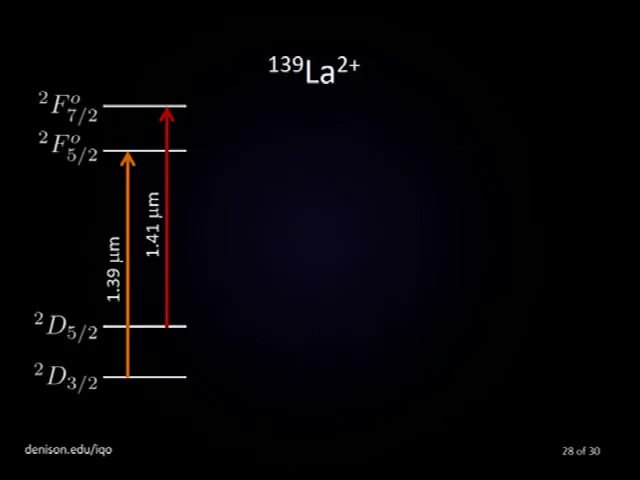 ¹³⁹La²⁺
²F°₇/₂
²F°₅/₂
1.41 μm
1.39 μm
²D₅/₂
²D₃/₂
denison.edu/iqo
28 of 30